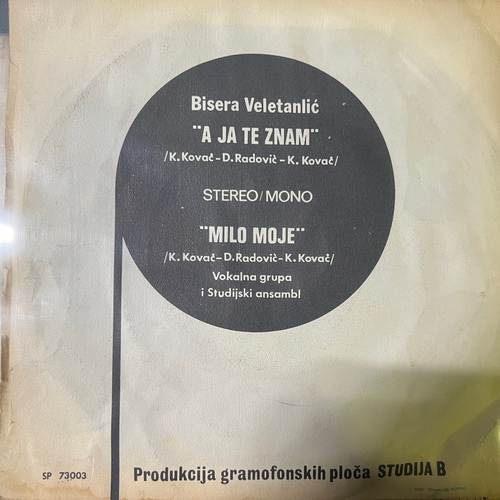 Bisera Veletanlić
¨A JA TE ZNAM¨
/K. Kovač-D. Radovič-K. Kovač/
STEREO/MONO
¨MILO MOJE¨
/K. Kovač-D. Radovič-K. Kovač/
Vokalna grupa
i Studijski ansambl
SP 73003
Produkcija gramofonskih ploča STUDIJA B